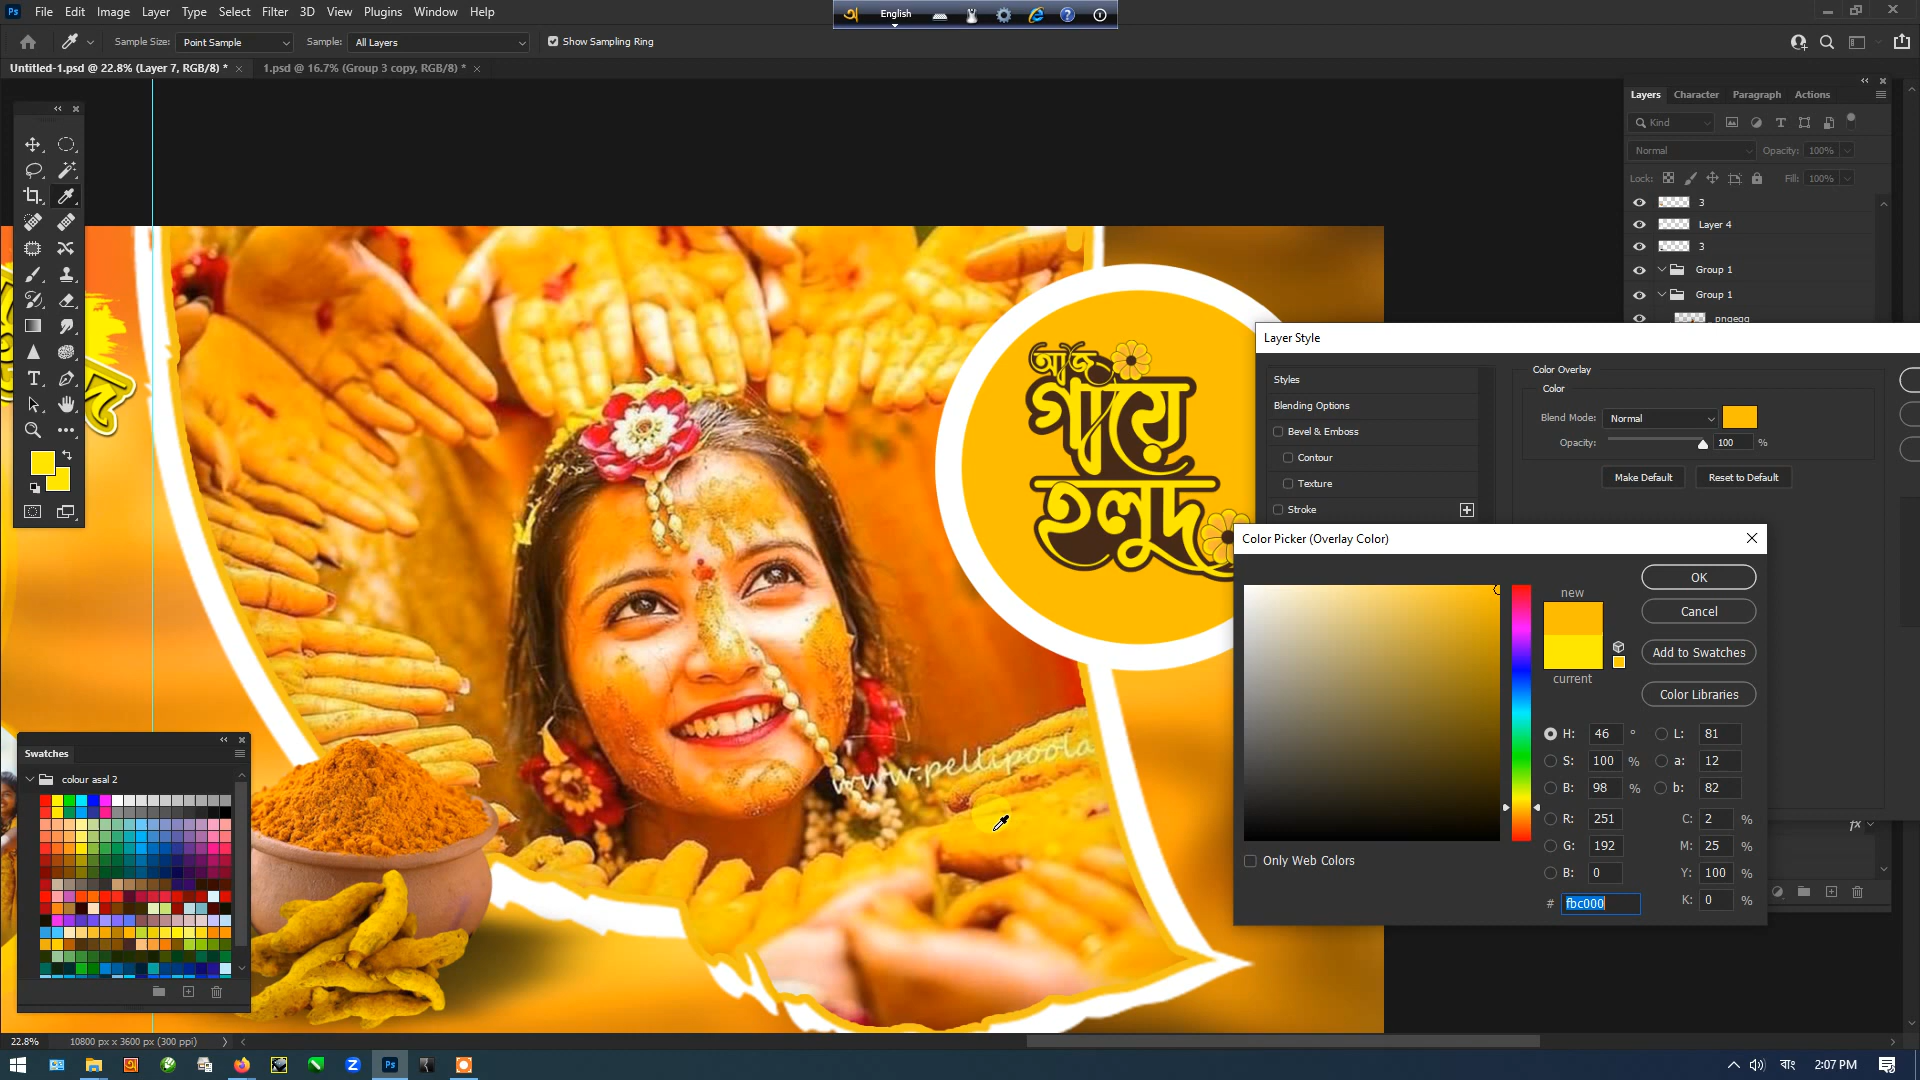 Ps File Edit Image Layer Type Select Filter 3D View Plugins Window Help
English
Sample Size: Point Sample Sample: All Layers Show Sampling Ring
Untitled-1.psd @ 22.8% (Layer 7, RGB/8) * 1.psd @ 16.7% (Group 3 copy, RGB/8) *
Layers Character Paragraph Actions
Kind
Normal Opacity: 100%
Lock: Fill: 100%
3
Layer 4
3
Group 1
Group 1
pngegg
আজ
গায়ে
হলুদ
www.pellipoola
Layer Style
Styles
Blending Options
Bevel & Emboss
Contour
Texture
Stroke
Color Overlay
Color
Blend Mode: Normal
Opacity: 100 %
Make Default Reset to Default
Color Picker (Overlay Color)
new
current
OK
Cancel
Add to Swatches
Color Libraries
H: 46 ° L: 81
S: 100 % a: 12
B: 98 % b: 82
R: 251 C: 2 %
G: 192 M: 25 %
B: 0 Y: 100 %
# fbc000 K: 0 %
Only Web Colors
fx
Swatches
colour asal 2
22.8% 10800 px x 3600 px (300 ppi)
Ps বাং 2:07 PM